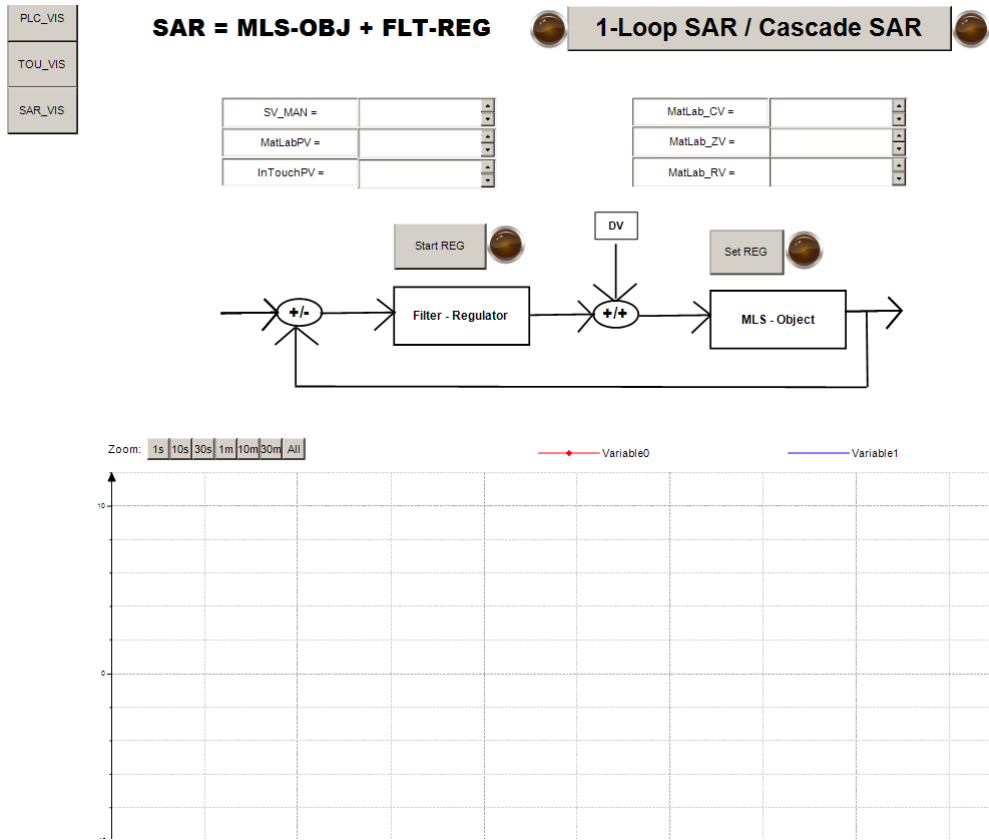 PLC_VIS
SAR = MLS-OBJ + FLT-REG
1-Loop SAR / Cascade SAR
TOU_VIS
SAR_VIS
SV_MAN =
MatLab_CV =
MatLabPV =
MatLab_ZV =
InTouchPV =
MatLab_RV =
DV
Start REG
Set REG
+/-
Filter - Regulator
+/+
MLS - Object
Zoom: 1s 10s 30s 1m 10m 30m All
Variable0
Variable1
10
0